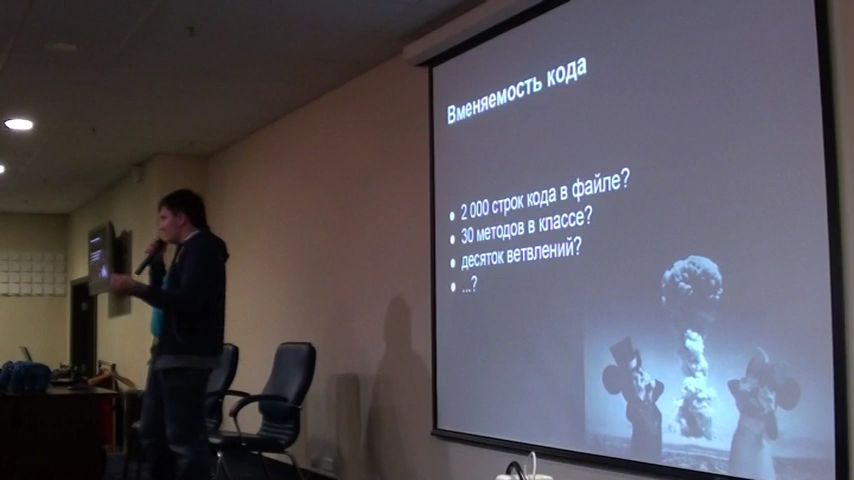 Вменяемость кода
• 2 000 строк кода в файле?
• 30 методов в классе?
• десяток ветвлений?
• ...?